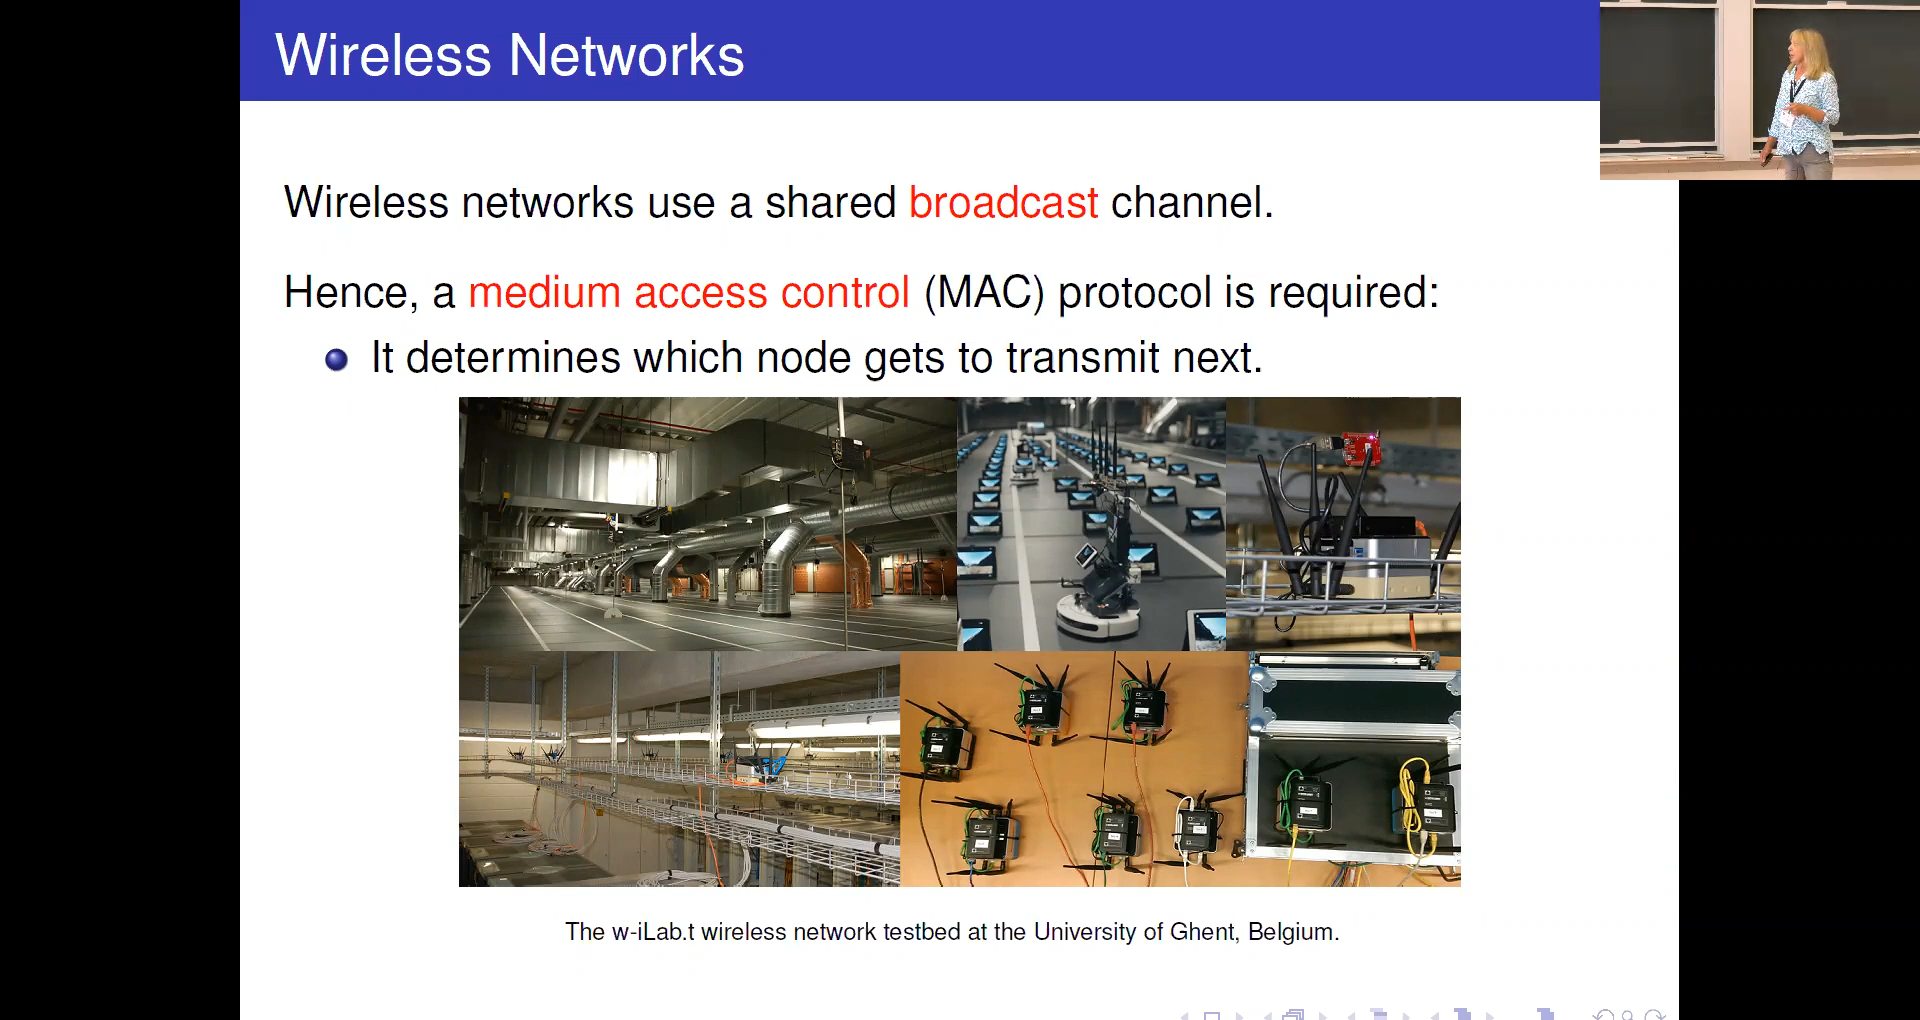 Wireless Networks
Wireless networks use a shared broadcast channel.
Hence, a medium access control (MAC) protocol is required:
It determines which node gets to transmit next.
The w-iLab.t wireless network testbed at the University of Ghent, Belgium.